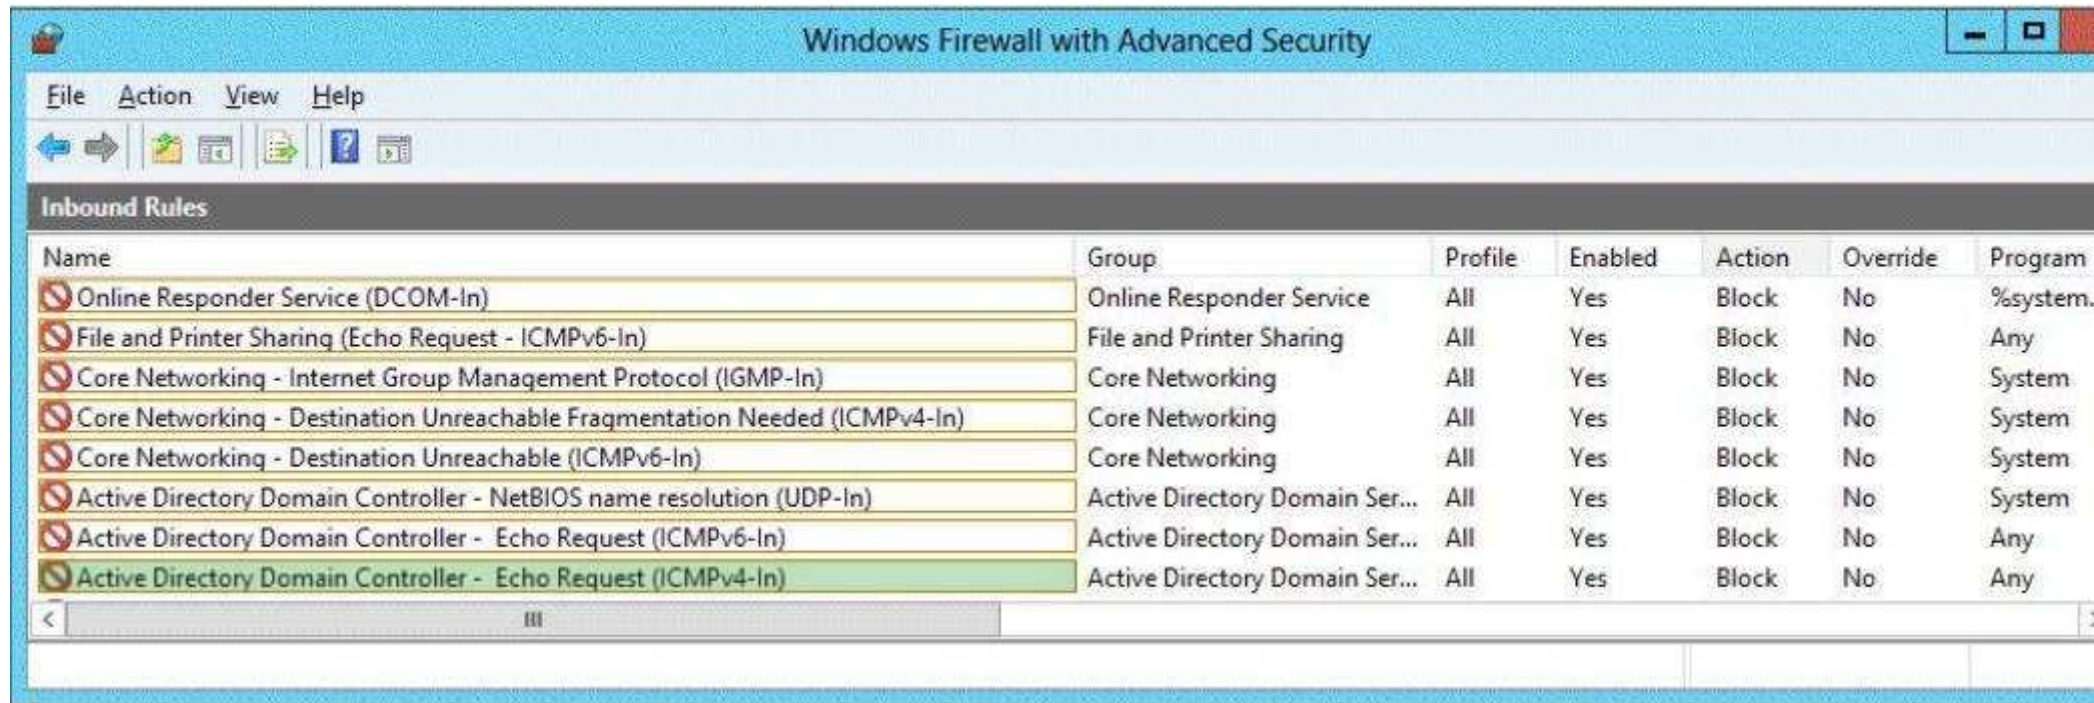 Windows Firewall with Advanced Security
File Action View Help
Inbound Rules
Name Group Profile Enabled Action Override Program
Online Responder Service (DCOM-In) Online Responder Service All Yes Block No %system.
File and Printer Sharing (Echo Request - ICMPv6-In) File and Printer Sharing All Yes Block No Any
Core Networking - Internet Group Management Protocol (IGMP-In) Core Networking All Yes Block No System
Core Networking - Destination Unreachable Fragmentation Needed (ICMPv4-In) Core Networking All Yes Block No System
Core Networking - Destination Unreachable (ICMPv6-In) Core Networking All Yes Block No System
Active Directory Domain Controller - NetBIOS name resolution (UDP-In) Active Directory Domain Ser... All Yes Block No System
Active Directory Domain Controller - Echo Request (ICMPv6-In) Active Directory Domain Ser... All Yes Block No Any
Active Directory Domain Controller - Echo Request (ICMPv4-In) Active Directory Domain Ser... All Yes Block No Any